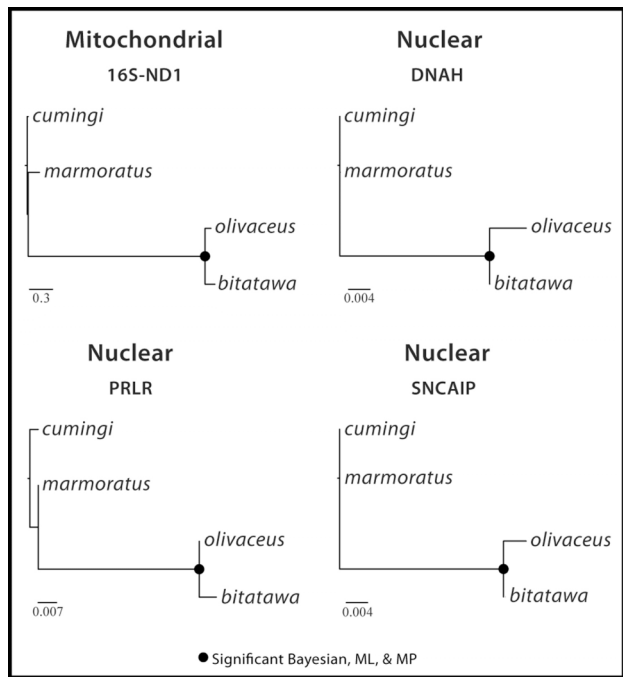 Mitochondrial
16S-ND1
cumingi
marmoratus
olivaceus
bitatawa
0.3
Nuclear
DNAH
cumingi
marmoratus
olivaceus
bitatawa
0.004
Nuclear
PRLR
cumingi
marmoratus
olivaceus
bitatawa
0.007
Nuclear
SNCAIP
cumingi
marmoratus
olivaceus
bitatawa
0.004
Significant Bayesian, ML, & MP